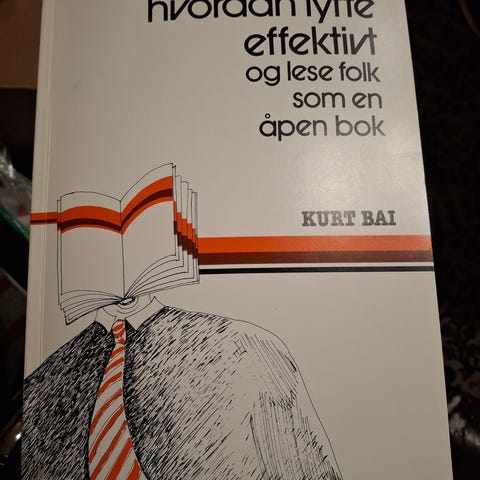 hvordan lytte
effektivt
og lese folk
som en
åpen bok
KURT BAI